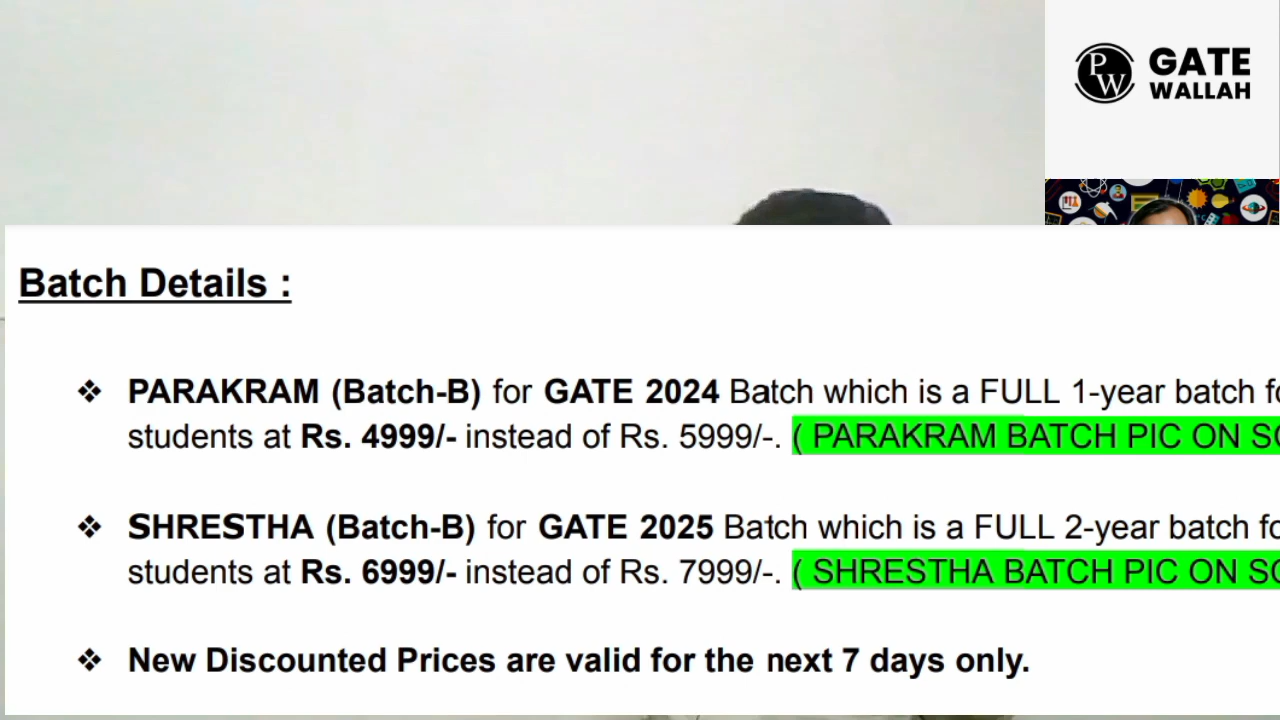 PW
GATE
WALLAH
Batch Details :
❖ PARAKRAM (Batch-B) for GATE 2024 Batch which is a FULL 1-year batch
students at Rs. 4999/- instead of Rs. 5999/-. ( PARAKRAM BATCH PIC ON
❖ SHRESTHA (Batch-B) for GATE 2025 Batch which is a FULL 2-year batch
students at Rs. 6999/- instead of Rs. 7999/-. ( SHRESTHA BATCH PIC ON
❖ New Discounted Prices are valid for the next 7 days only.